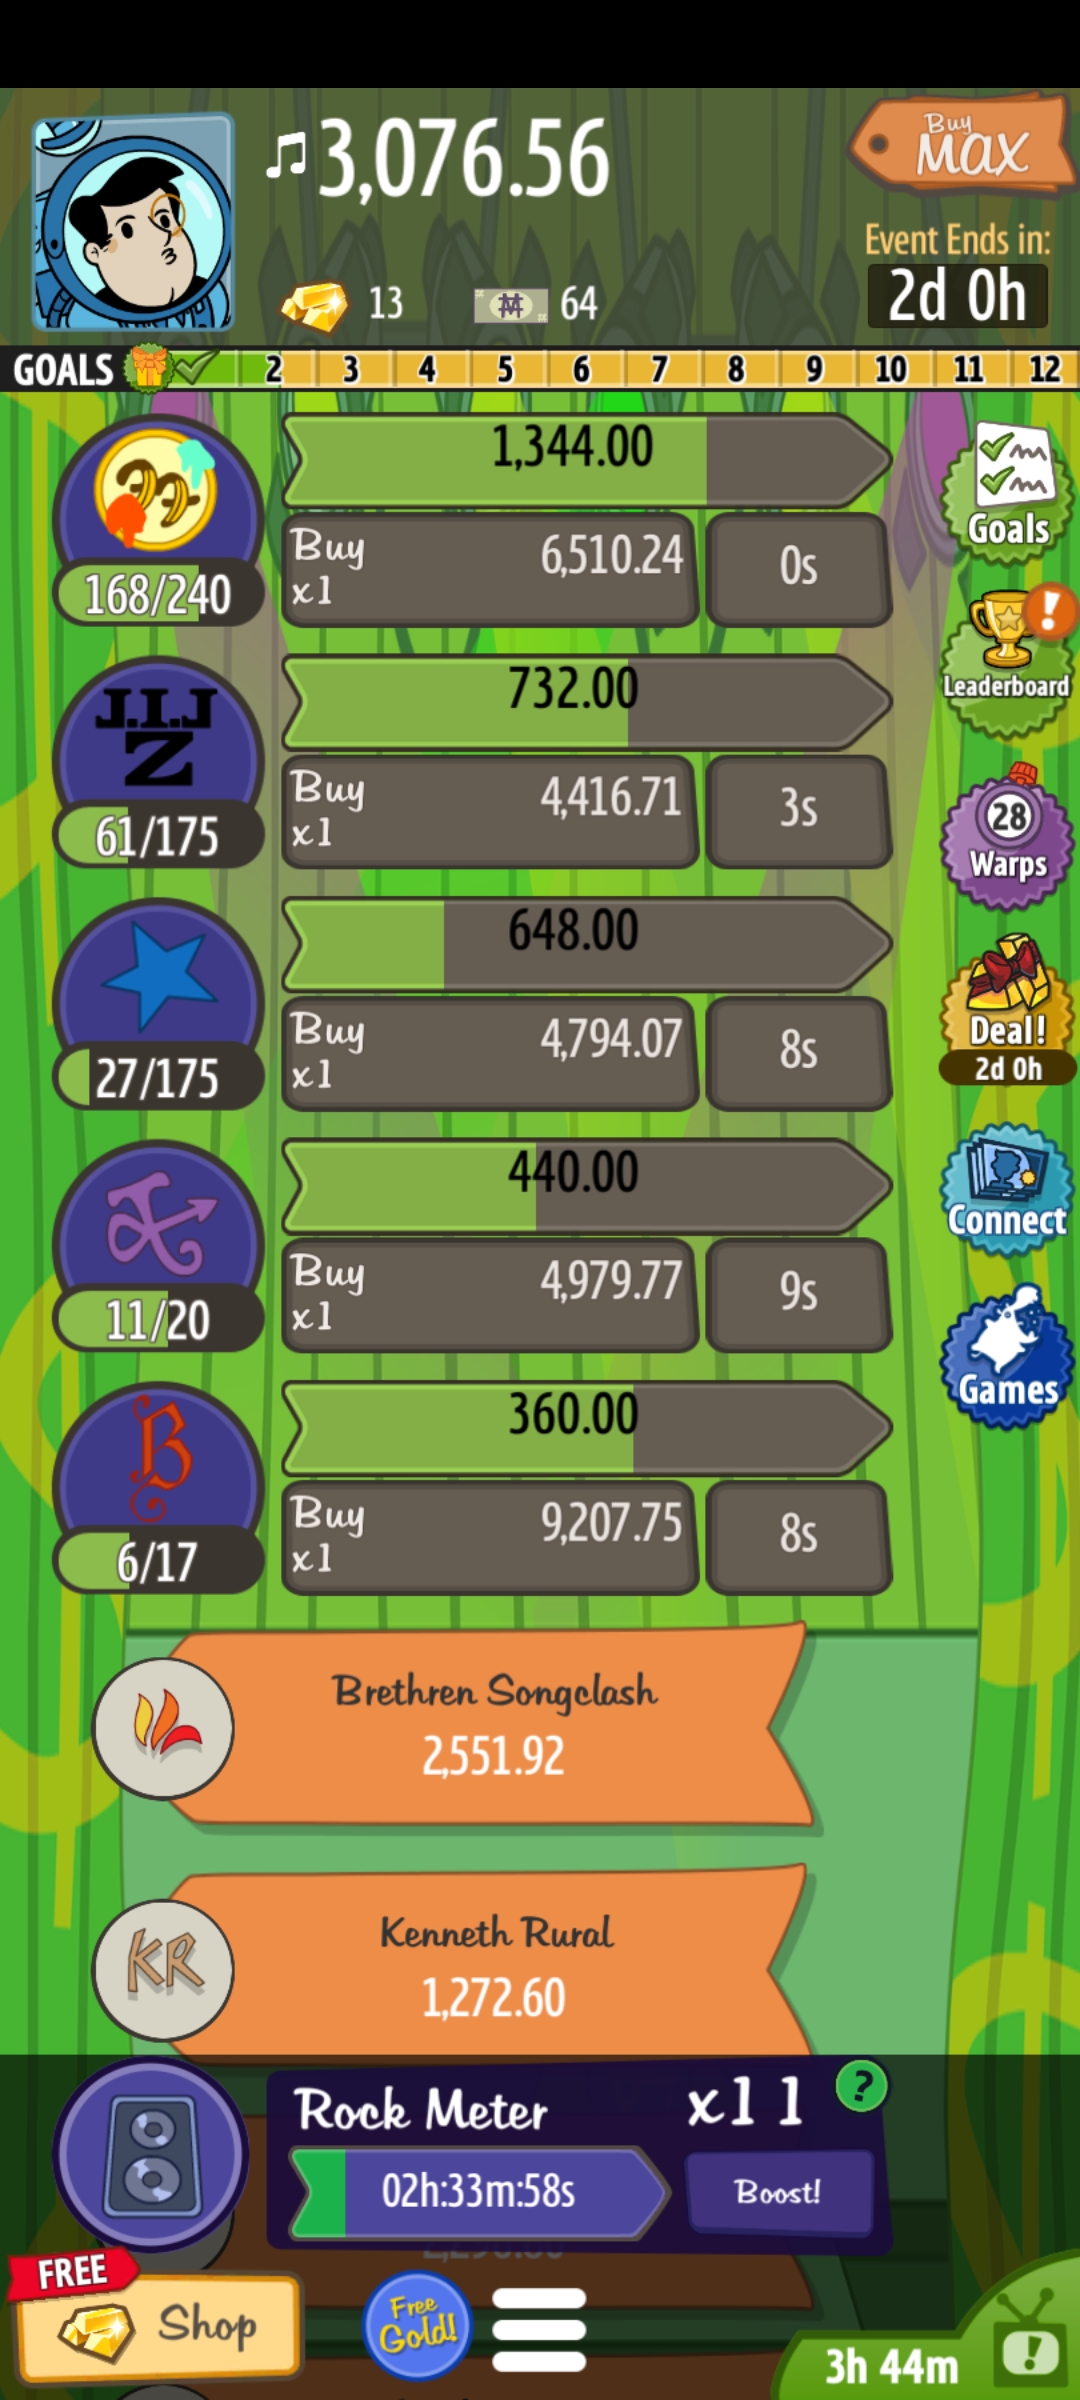 3,076.56
Buy
MAX
Event Ends in:
13
64
2d 0h
GOALS 2 3 4 5 6 7 8 9 10 11 12
1,344.00
Buy
x1
6,510.24
0s
168/240
Goals
J.I.J
Z
732.00
Buy
x1
4,416.71
3s
61/175
!
Leaderboard
28
Warps
648.00
Buy
x1
4,794.07
8s
27/175
Deal!
2d 0h
440.00
Buy
x1
4,979.77
9s
11/20
Connect
B
360.00
Buy
x1
9,207.75
8s
6/17
Games
Brethren Songclash
2,551.92
KR
Kenneth Rural
1,272.60
Rock Meter
x11
?
02h:33m:58s
Boost!
FREE
Shop
Free
Gold!
3h 44m
!